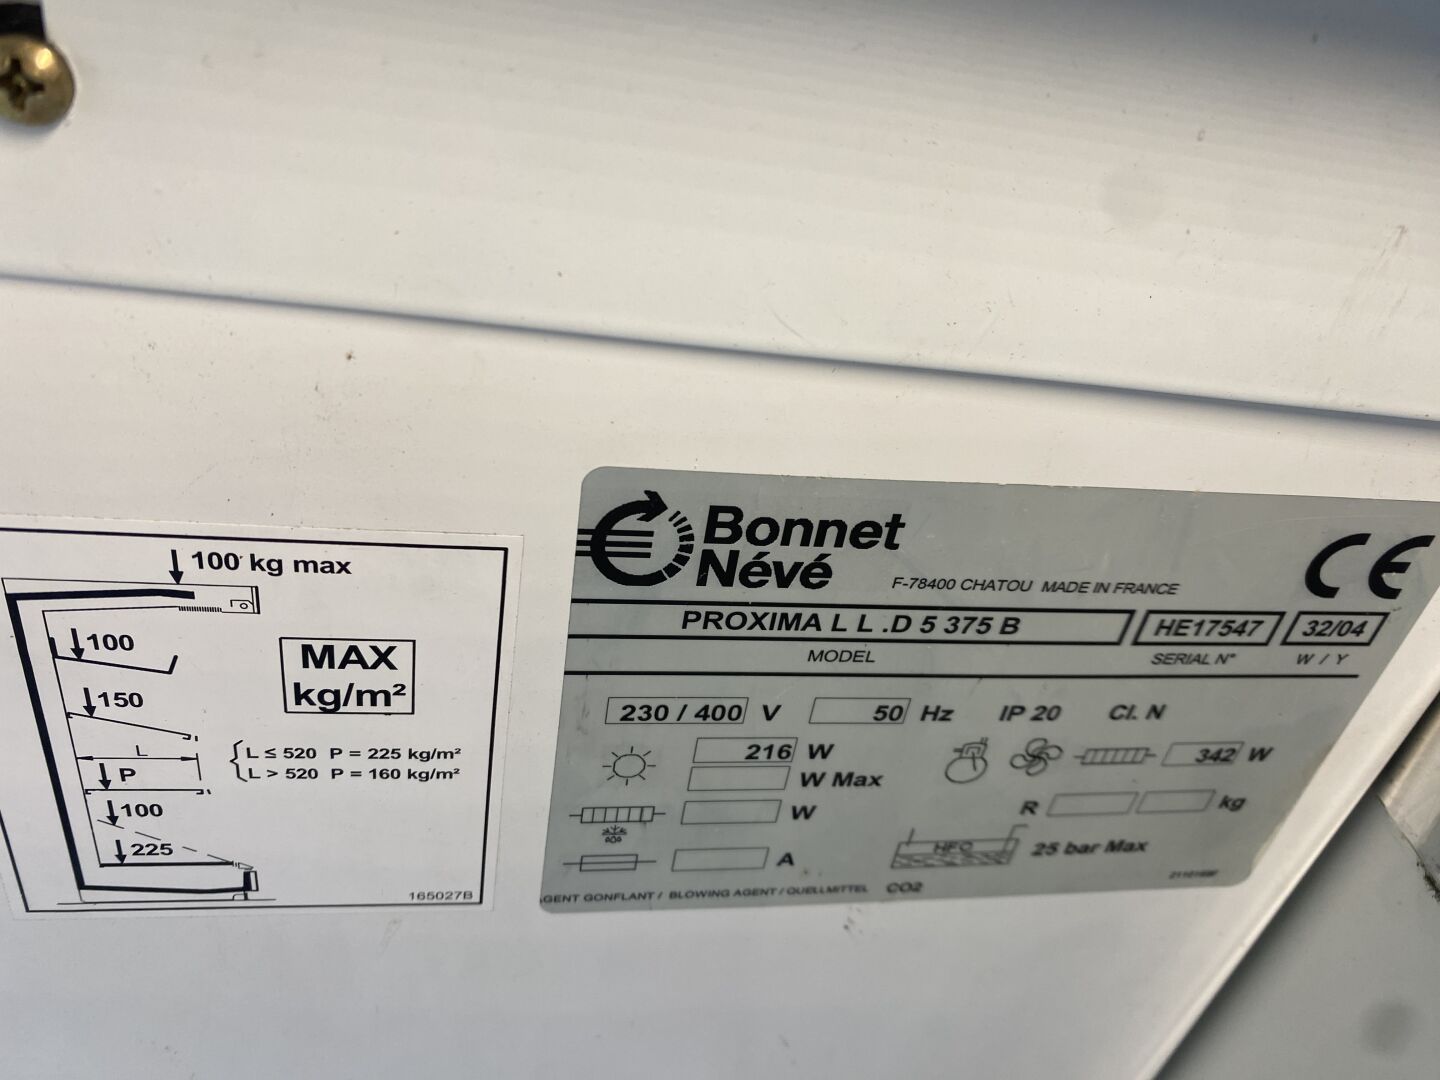 100 kg max
100
150
MAX
kg/m²
L
L ≤ 520 P = 225 kg/m²
L > 520 P = 160 kg/m²
P
100
225
165027B
Bonnet
Névé
F-78400 CHATOU MADE IN FRANCE
CE
PROXIMA L L .D 5 375 B
HE17547
32/04
MODEL
SERIAL N°
W / Y
230 / 400 V
50 Hz
IP 20
Cl. N
216 W
W Max
342 W
W
R
kg
A
HFC
25 bar Max
AGENT GONFLANT / BLOWING AGENT / QUELLMITTEL CO2